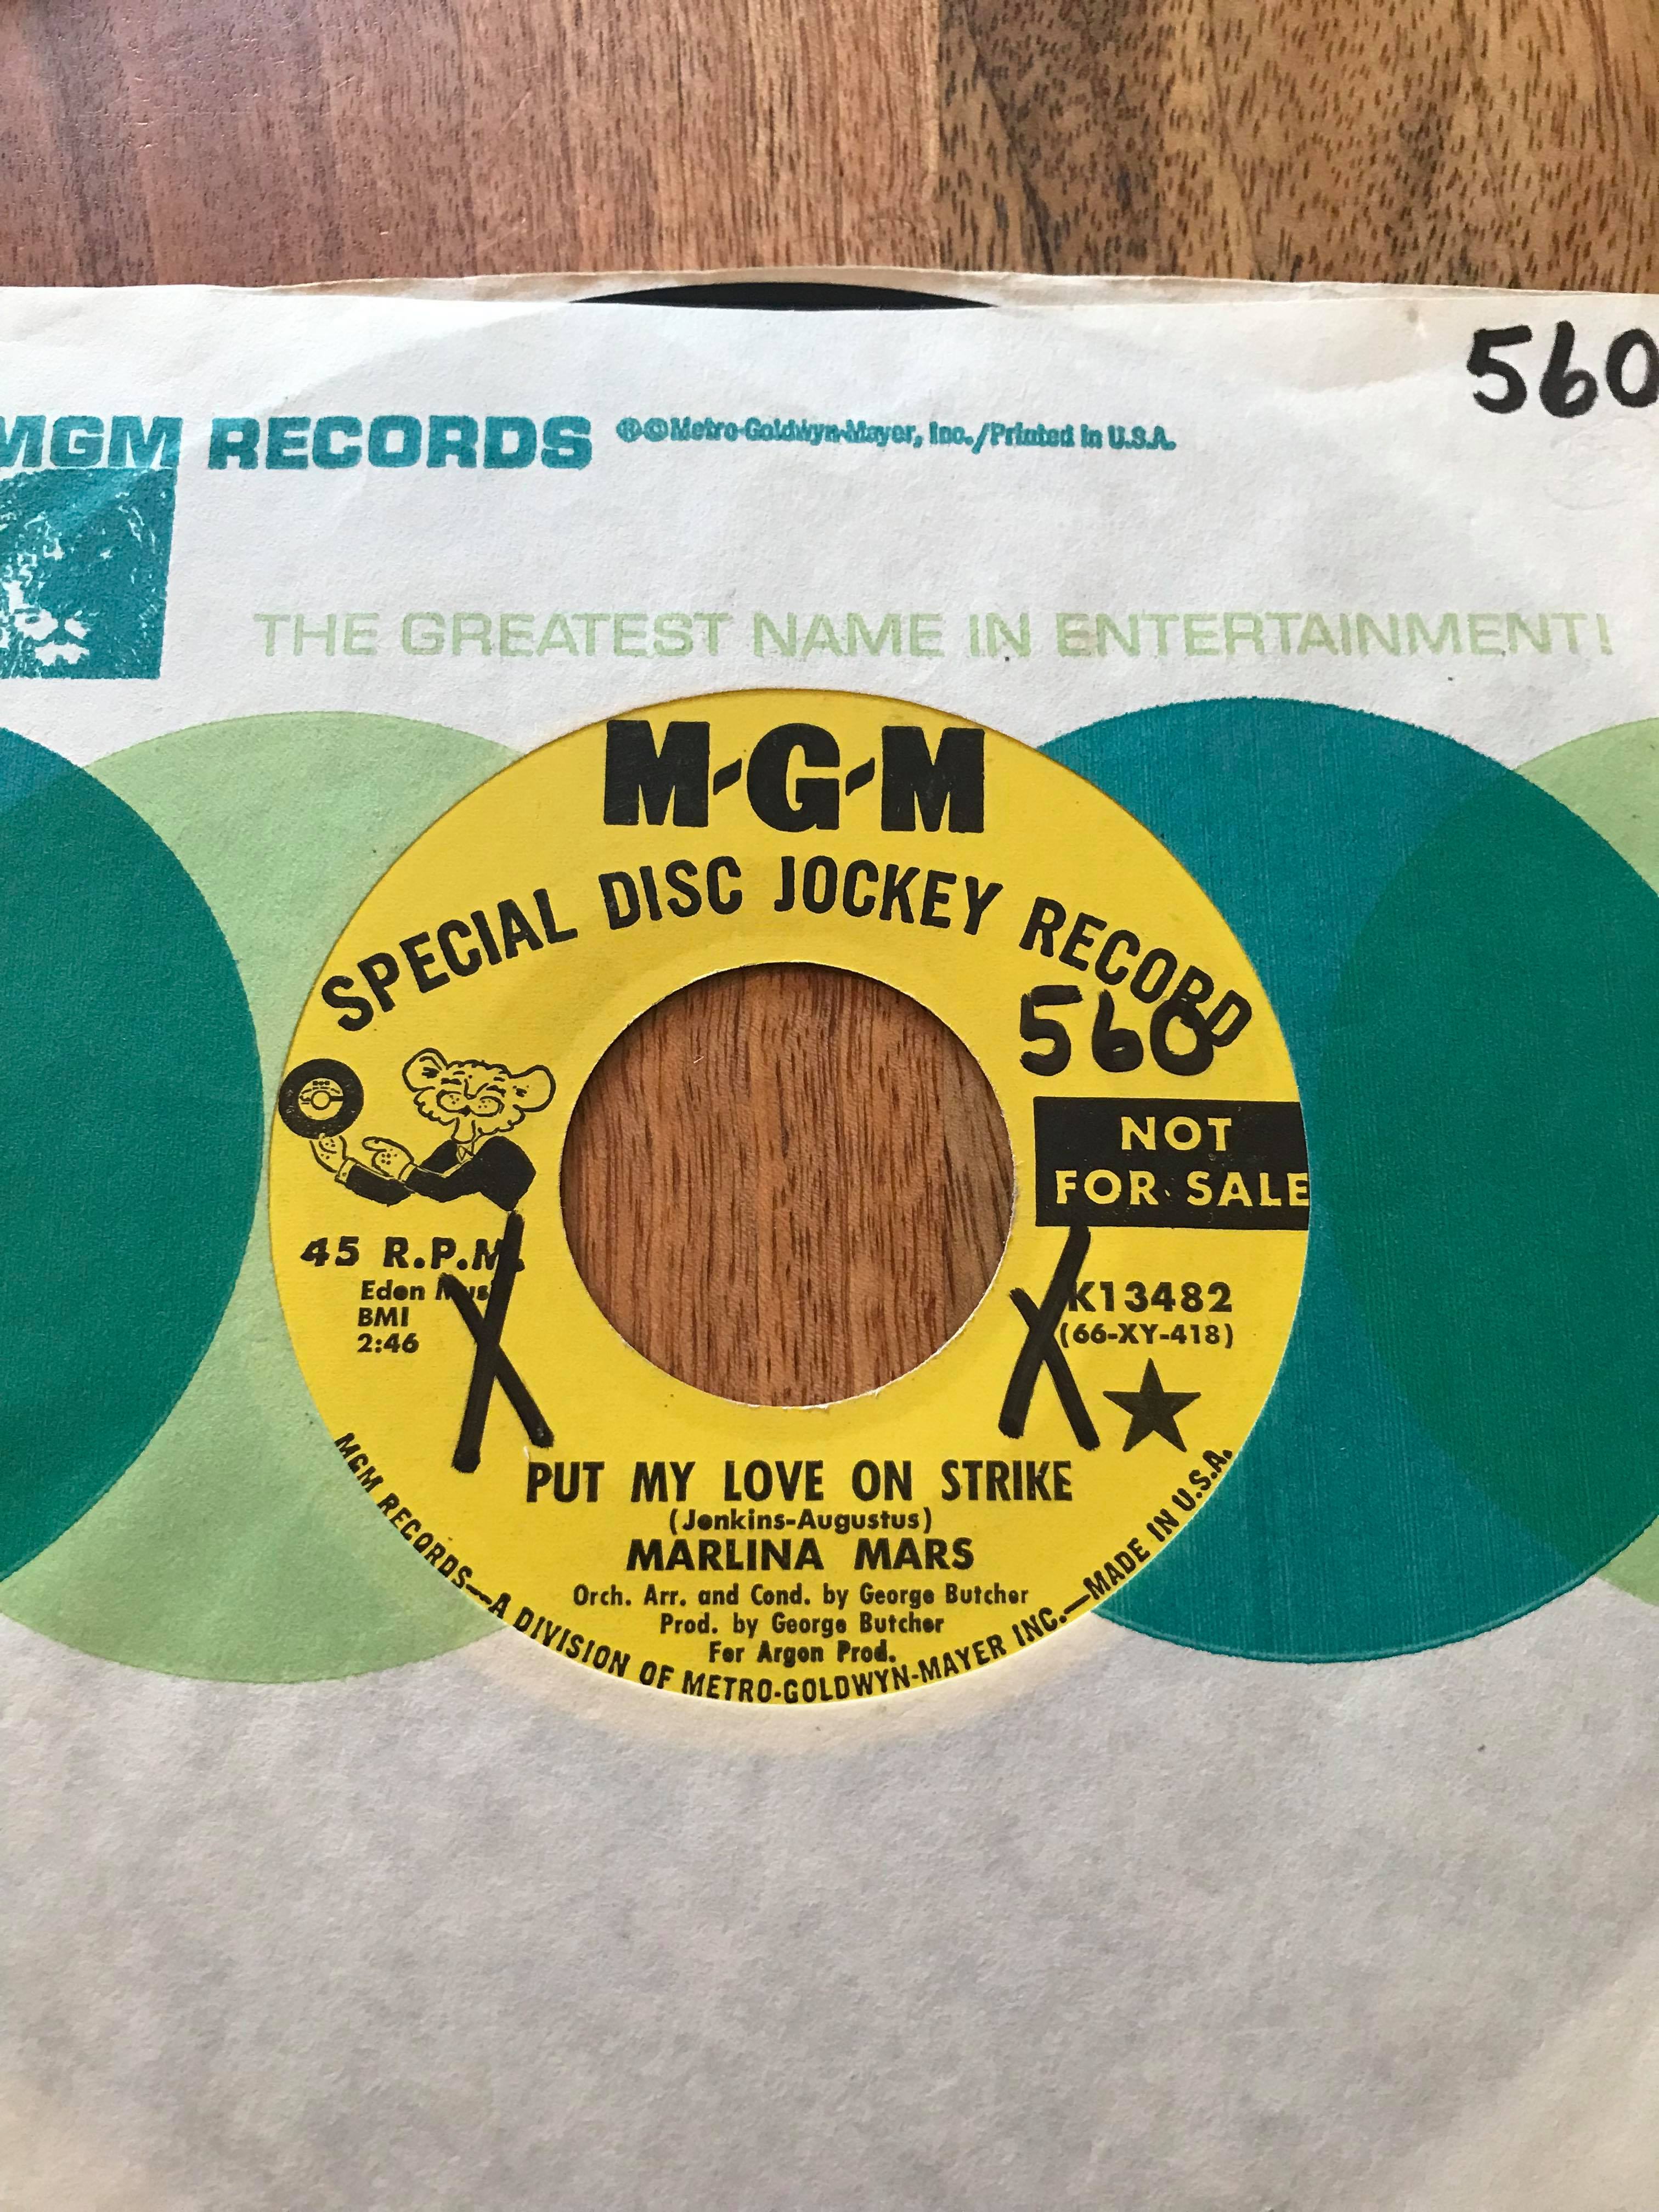 560
MGM RECORDS ®©Metro-Goldwyn-Mayer, Inc./Printed in U.S.A.
THE GREATEST NAME IN ENTERTAINMENT!
M-G-M
SPECIAL DISC JOCKEY RECORD
560
NOT
FOR SALE
45 R.P.M.
Eden Music
BMI
2:46
K13482
(66-XY-418)
PUT MY LOVE ON STRIKE
(Jenkins-Augustus)
MARLINA MARS
Orch. Arr. and Cond. by George Butcher
Prod. by George Butcher
For Argon Prod.
MGM RECORDS—A DIVISION OF METRO-GOLDWYN-MAYER INC.—MADE IN U.S.A.